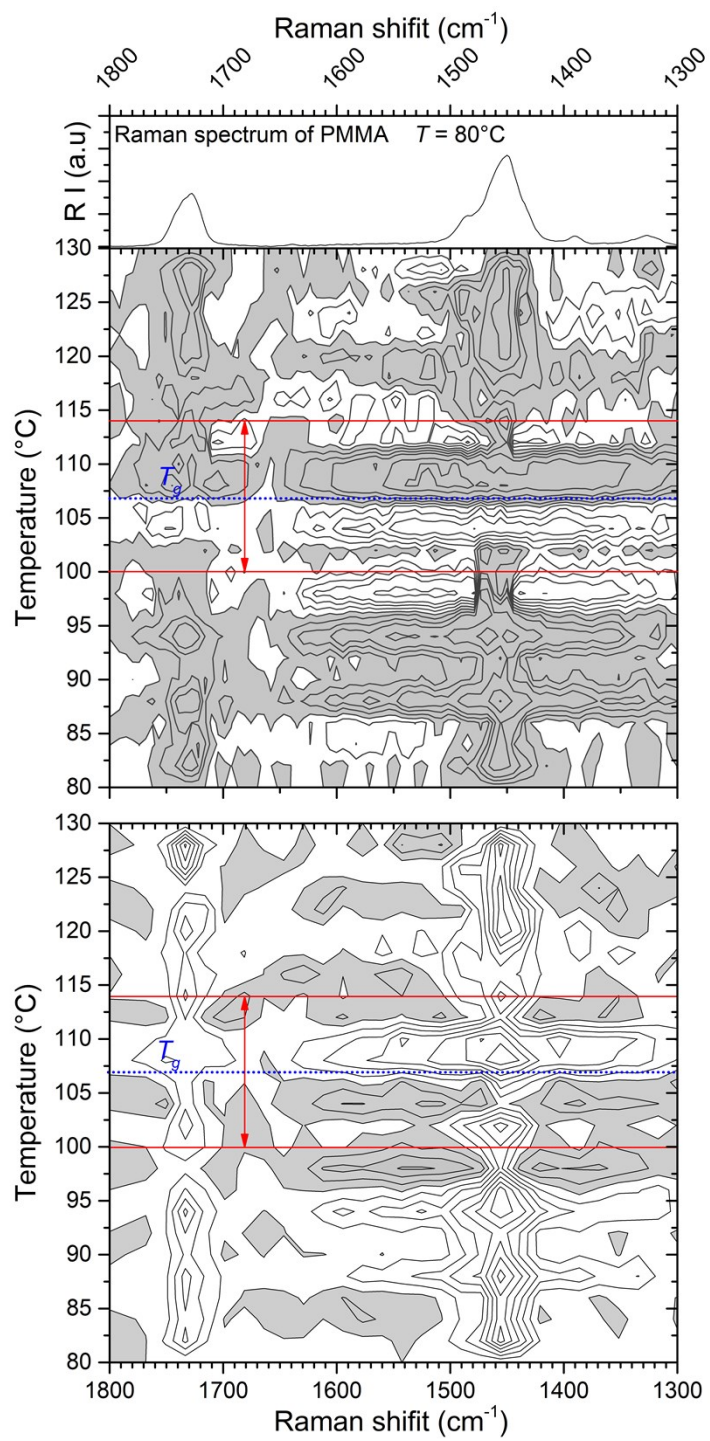 Raman shifit (cm-1)
1800 1700 1600 1500 1400 1300
R I (a.u)
Raman spectrum of PMMA T = 80°C
130
125
120
115
110
105
100
95
90
85
80
Temperature (°C)
Tg
130
125
120
115
110
105
100
95
90
85
80
Temperature (°C)
Tg
1800 1700 1600 1500 1400 1300
Raman shifit (cm-1)